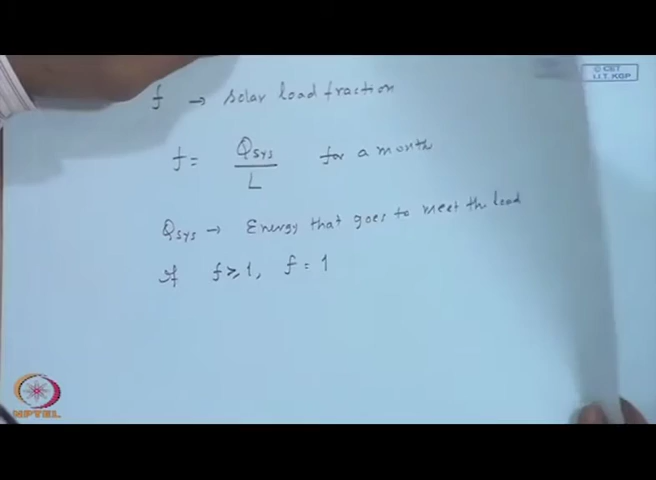 © CET
I.I.T. KGP
f → solar load fraction
f = Qsys / L for a month
Qsys → Energy that goes to meet the load
If f ≥ 1, f = 1
NPTEL